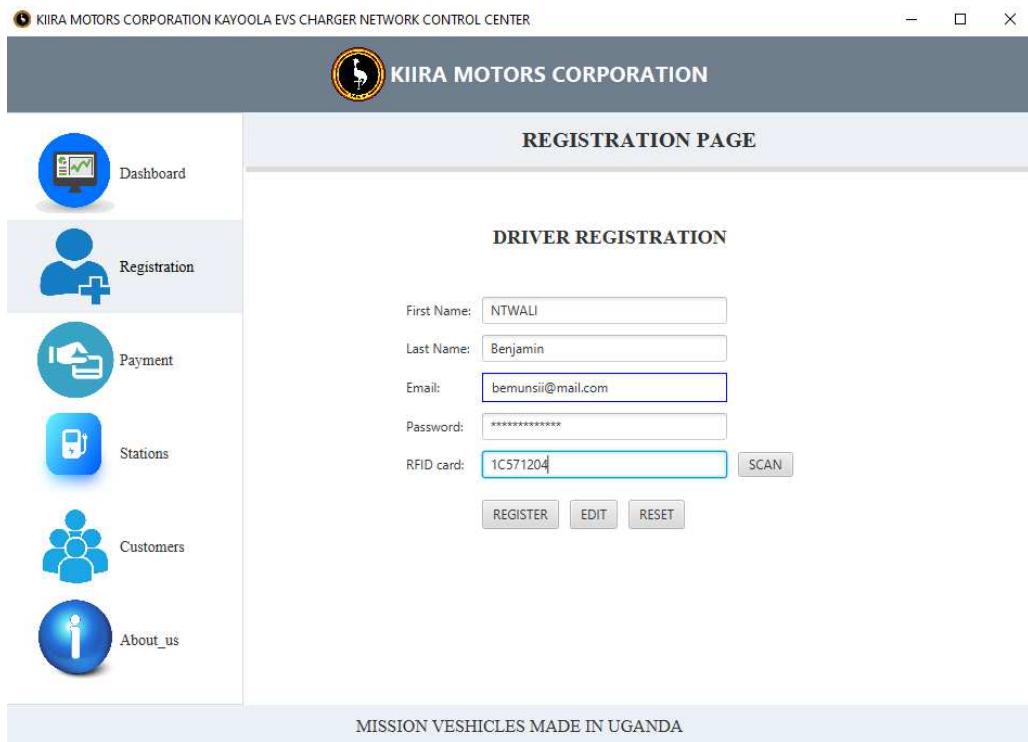 KIIRA MOTORS CORPORATION KAYOOLA EVS CHARGER NETWORK CONTROL CENTER
KIIRA MOTORS CORPORATION
REGISTRATION PAGE
Dashboard
Registration
Payment
Stations
Customers
About_us
DRIVER REGISTRATION
First Name: NTWALI
Last Name: Benjamin
Email: bemunsii@mail.com
Password: *************
RFID card: 1C571204 SCAN
REGISTER EDIT RESET
MISSION VESHICLES MADE IN UGANDA